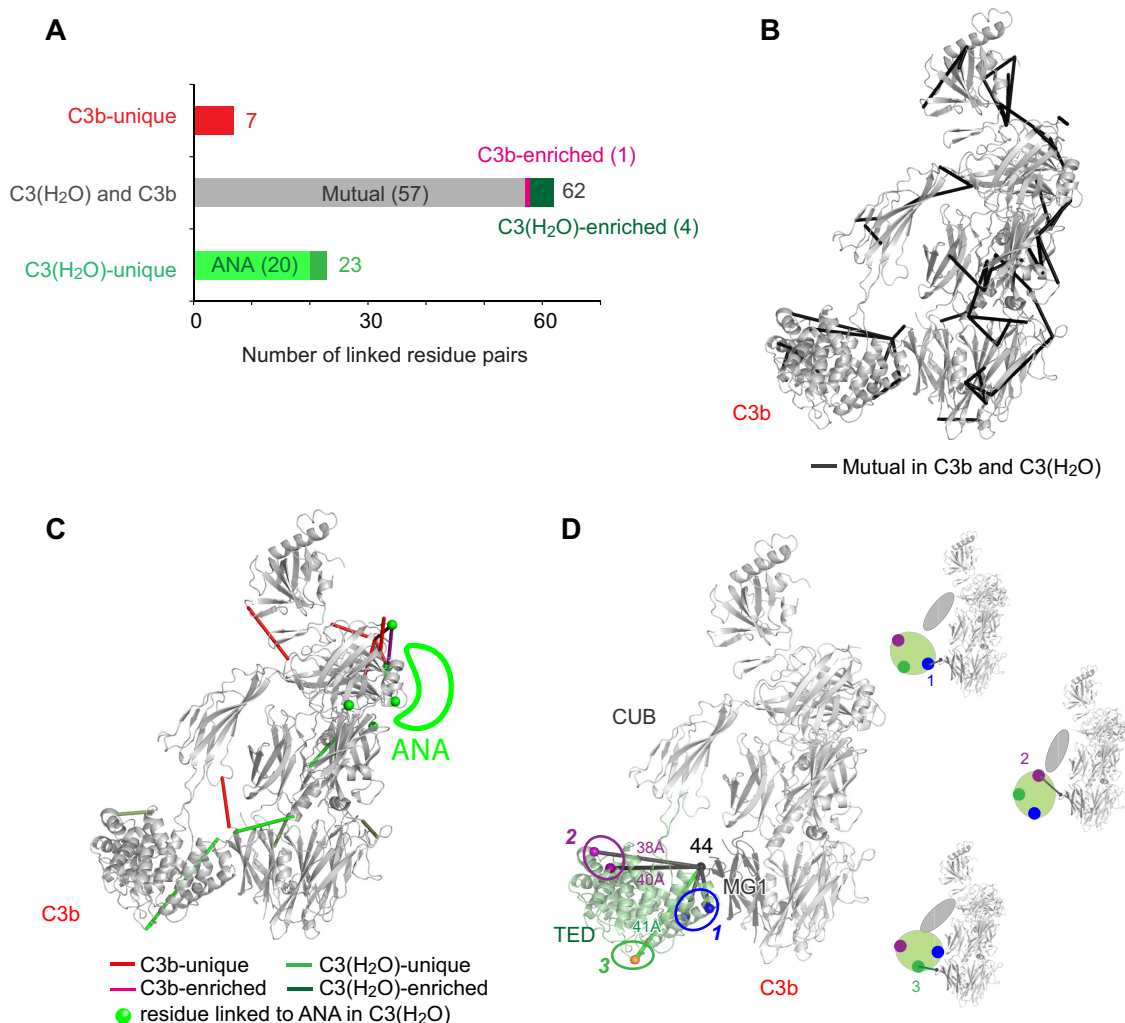 A
C3b-unique
7
C3b-enriched (1)
C3(H₂O) and C3b
Mutual (57)
62
C3(H₂O)-enriched (4)
C3(H₂O)-unique
ANA (20)
23
0 30 60
Number of linked residue pairs
B
C3b
Mutual in C3b and C3(H₂O)
C
ANA
C3b
C3b-unique
C3(H₂O)-unique
C3b-enriched
C3(H₂O)-enriched
residue linked to ANA in C3(H₂O)
D
CUB
2
38Å
40Å
44
MG1
TED
41Å
1
3
C3b
1
2
3